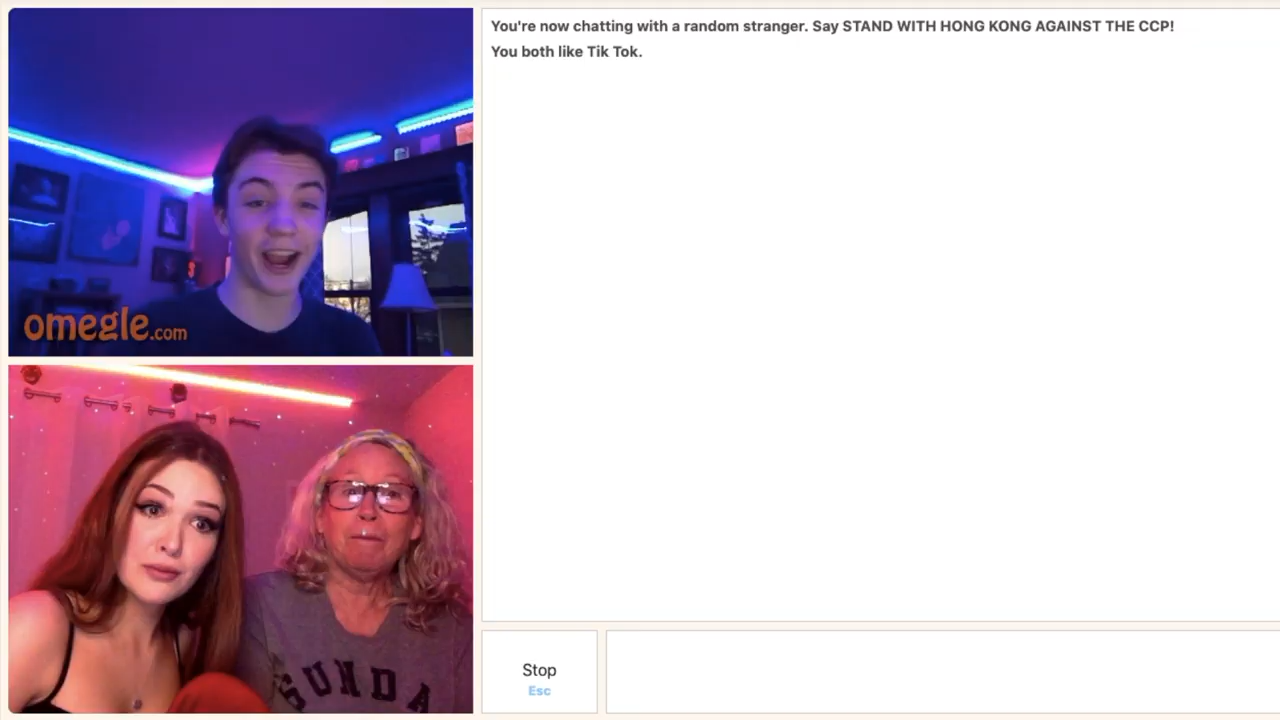 You're now chatting with a random stranger. Say STAND WITH HONG KONG AGAINST THE CCP!
You both like Tik Tok.
omegle.com
SUNDA
Stop
Esc